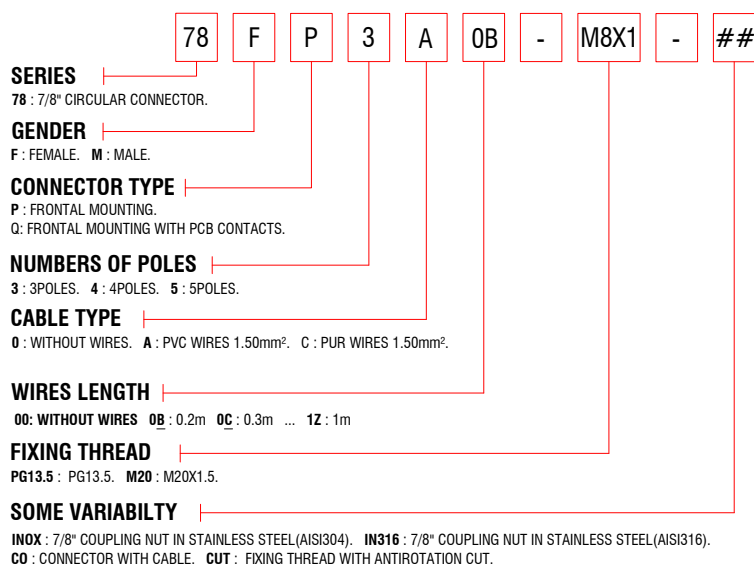 78 F P 3 A 0B - M8X1 - ##
SERIES
78 : 7/8" CIRCULAR CONNECTOR.
GENDER
F : FEMALE. M : MALE.
CONNECTOR TYPE
P : FRONTAL MOUNTING.
Q: FRONTAL MOUNTING WITH PCB CONTACTS.
NUMBERS OF POLES
3 : 3POLES. 4 : 4POLES. 5 : 5POLES.
CABLE TYPE
0 : WITHOUT WIRES. A : PVC WIRES 1.50mm². C : PUR WIRES 1.50mm².
WIRES LENGTH
00: WITHOUT WIRES 0B : 0.2m 0C : 0.3m ... 1Z : 1m
FIXING THREAD
PG13.5 : PG13.5. M20 : M20X1.5.
SOME VARIABILTY
INOX : 7/8" COUPLING NUT IN STAINLESS STEEL(AISI304). IN316 : 7/8" COUPLING NUT IN STAINLESS STEEL(AISI316).
CO : CONNECTOR WITH CABLE. CUT : FIXING THREAD WITH ANTIROTATION CUT.